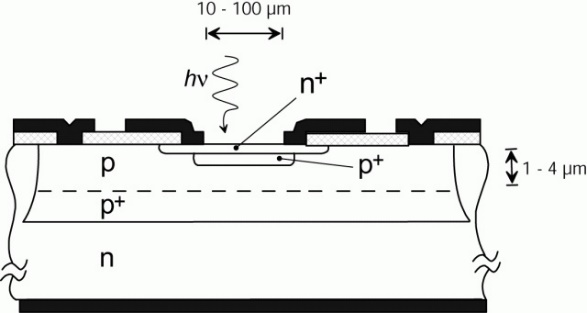 10 - 100 µm
hν
n⁺
p
p⁺
1 - 4 µm
p⁺
n